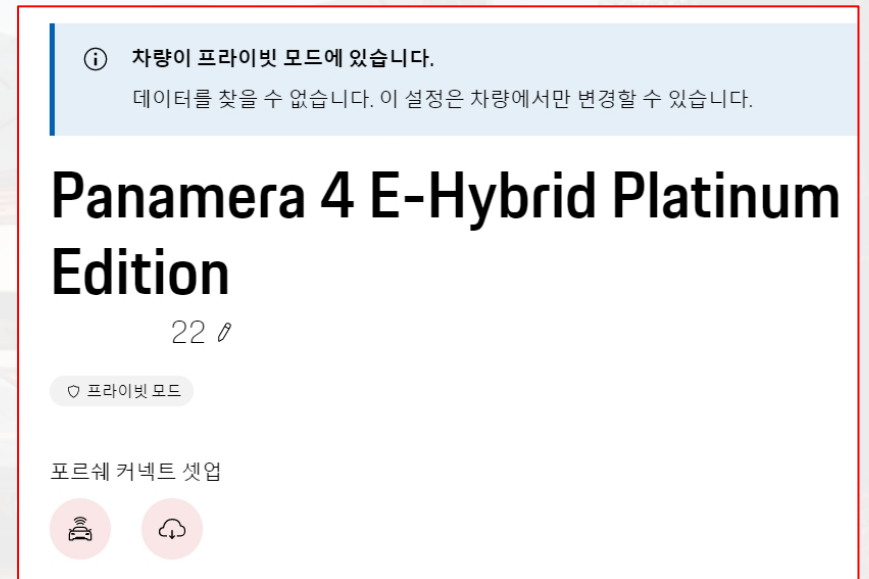 차량이 프라이빗 모드에 있습니다.
데이터를 찾을 수 없습니다. 이 설정은 차량에서만 변경할 수 있습니다.
Panamera 4 E-Hybrid Platinum
Edition
22
프라이빗 모드
포르쉐 커넥트 셋업